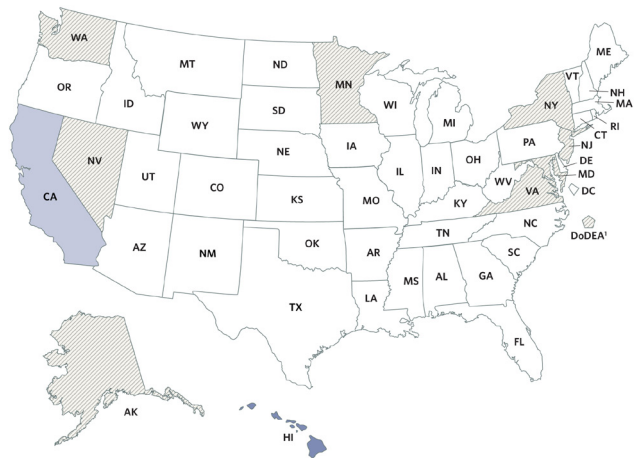 WA
MT
ND
MN
ME
VT
NH
MA
OR
ID
SD
WI
MI
NY
RI
CT
WY
NE
IA
PA
NJ
DE
MD
DC
NV
UT
CO
IL
IN
OH
WV
VA
CA
KS
MO
KY
NC
DoDEA¹
AZ
NM
OK
AR
TN
SC
TX
LA
MS
AL
GA
FL
AK
HI